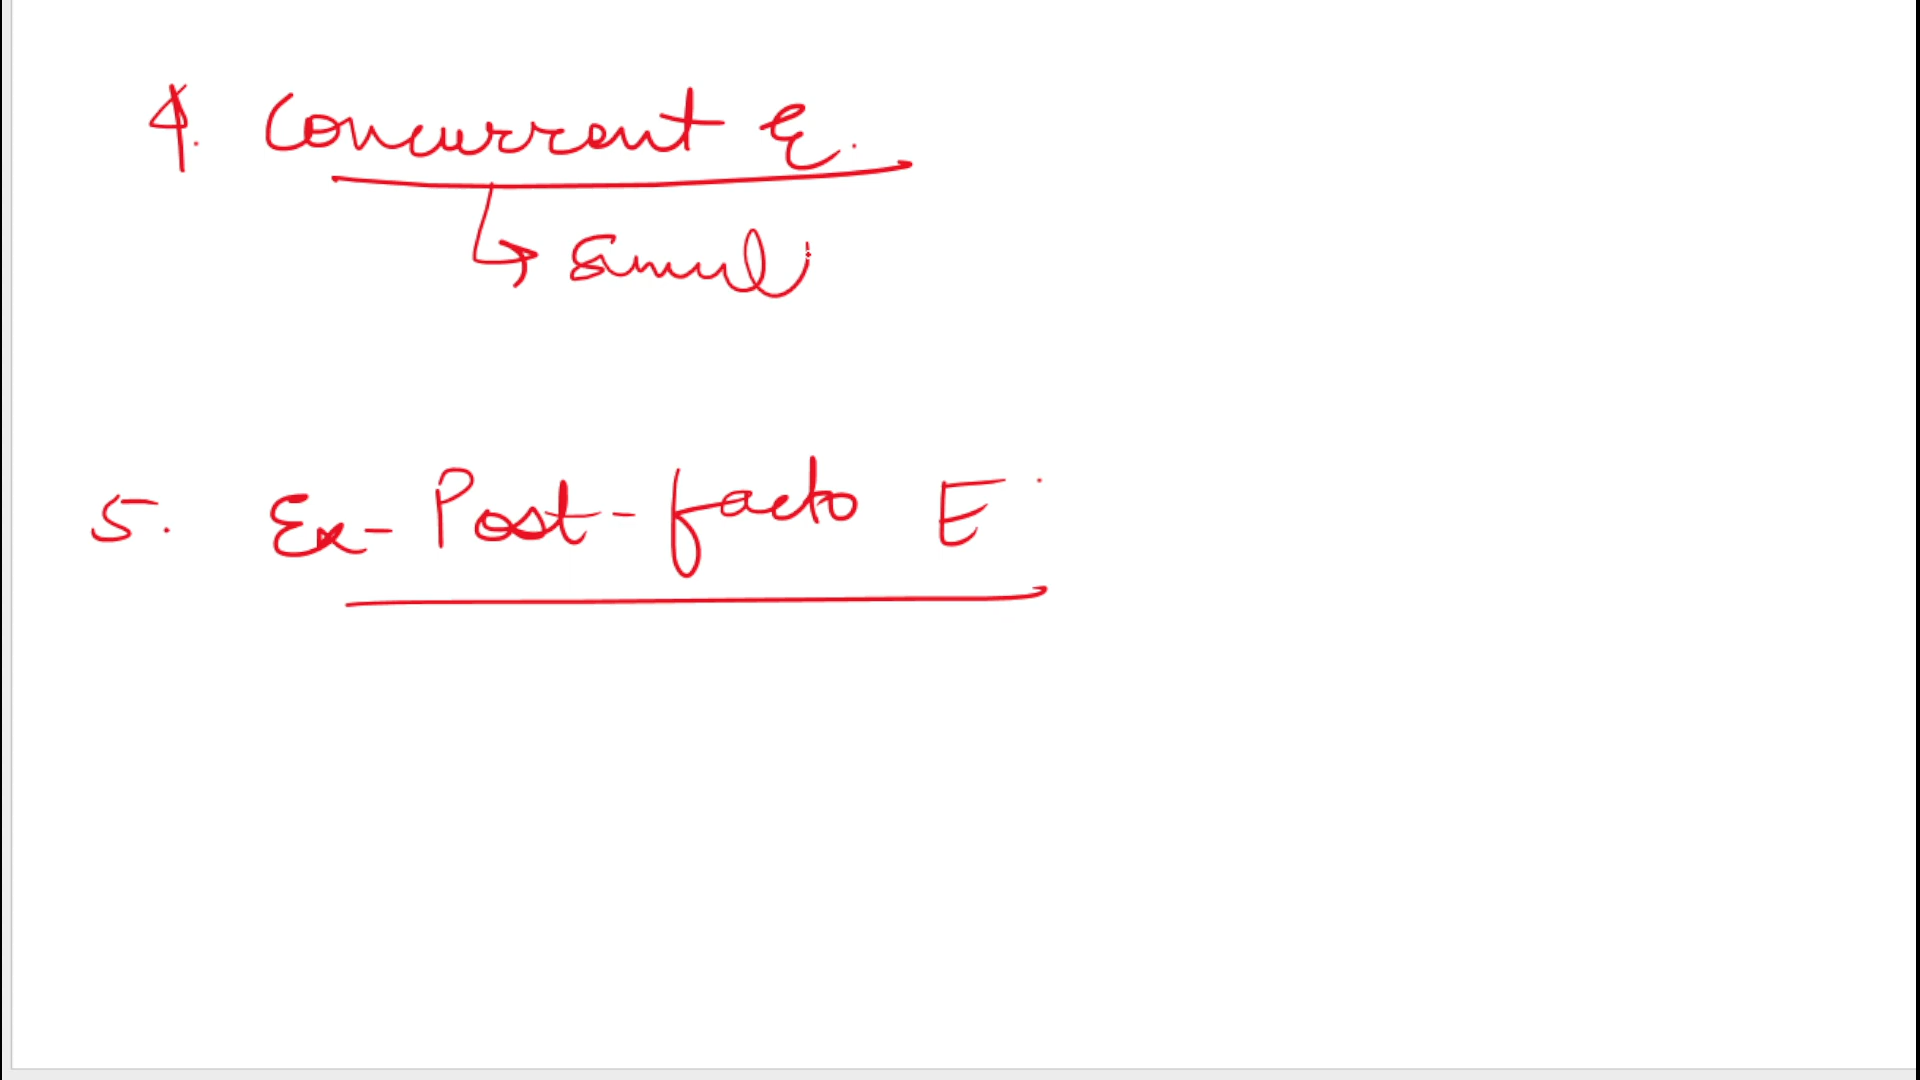 4. Concurrent E.
↳ Simul
5. Ex-Post-facto E.